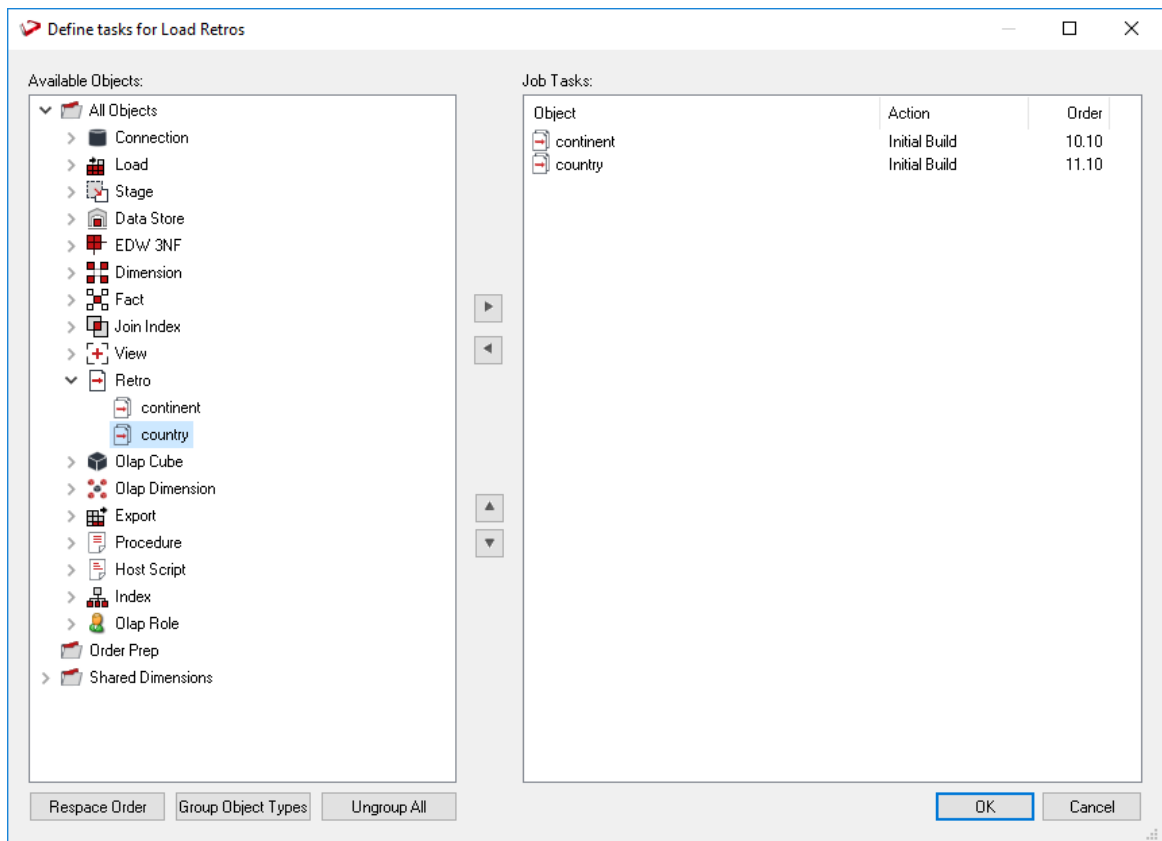 Define tasks for Load Retros
Available Objects:
All Objects
Connection
Load
Stage
Data Store
EDW 3NF
Dimension
Fact
Join Index
View
Retro
continent
country
Olap Cube
Olap Dimension
Export
Procedure
Host Script
Index
Olap Role
Order Prep
Shared Dimensions
Job Tasks:
Object Action Order
continent Initial Build 10.10
country Initial Build 11.10
Respace Order Group Object Types Ungroup All OK Cancel